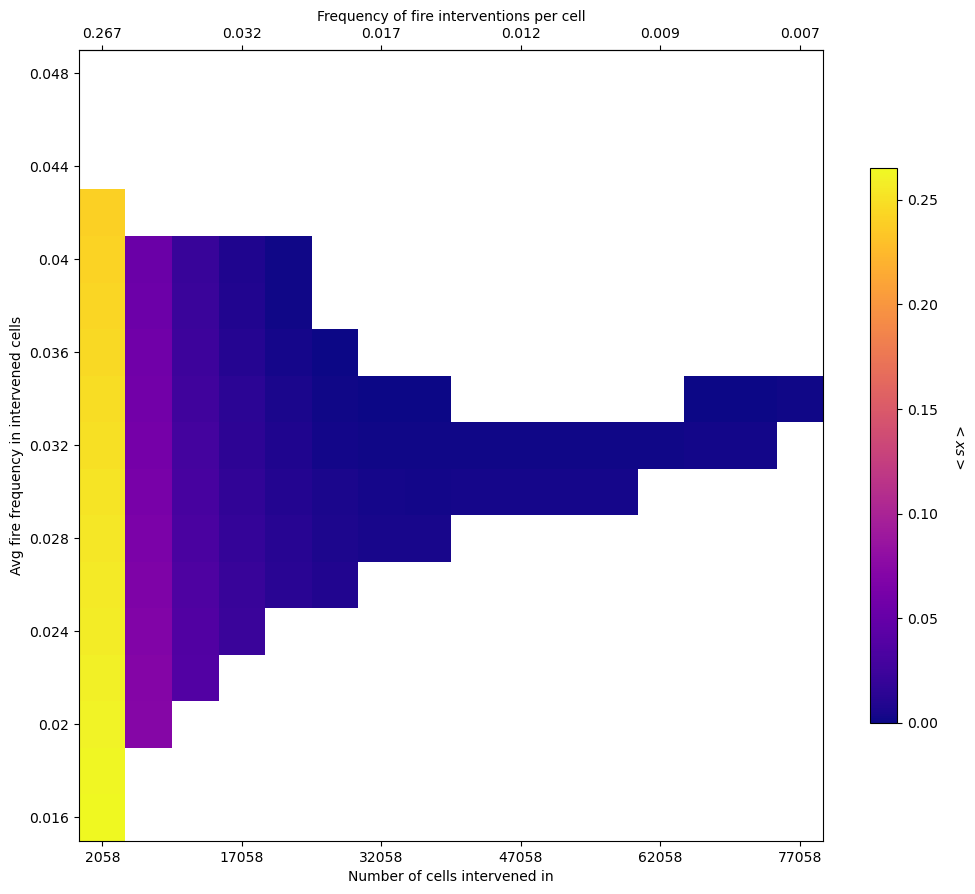 Frequency of fire interventions per cell
0.267 0.032 0.017 0.012 0.009 0.007
0.048
0.044
0.04
0.036
0.032
0.028
0.024
0.02
0.016
Avg fire frequency in intervened cells
2058 17058 32058 47058 62058 77058
Number of cells intervened in
0.25
0.20
0.15
0.10
0.05
0.00
< sx >